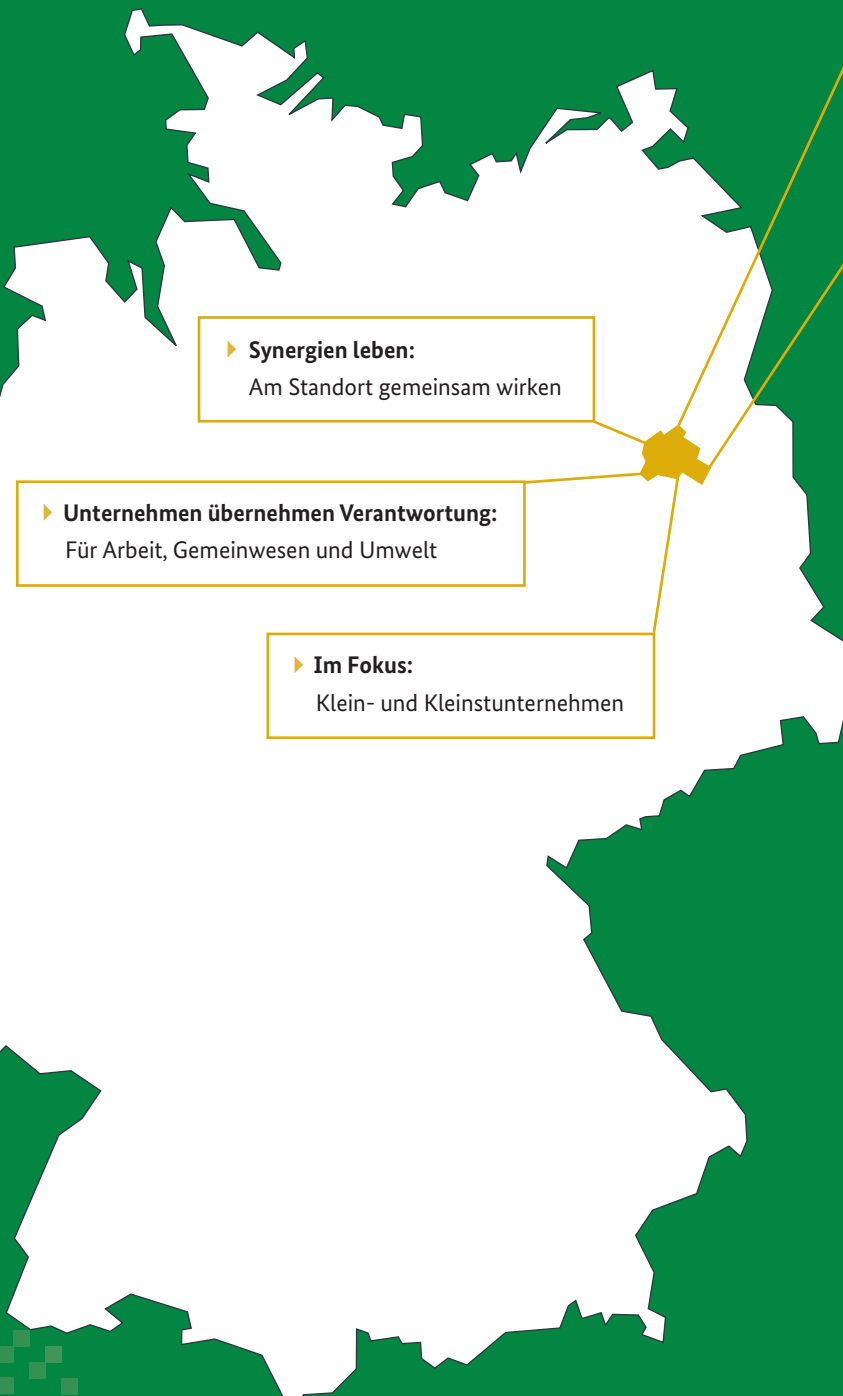 Synergien leben:
Am Standort gemeinsam wirken
Unternehmen übernehmen Verantwortung:
Für Arbeit, Gemeinwesen und Umwelt
Im Fokus:
Klein- und Kleinstunternehmen